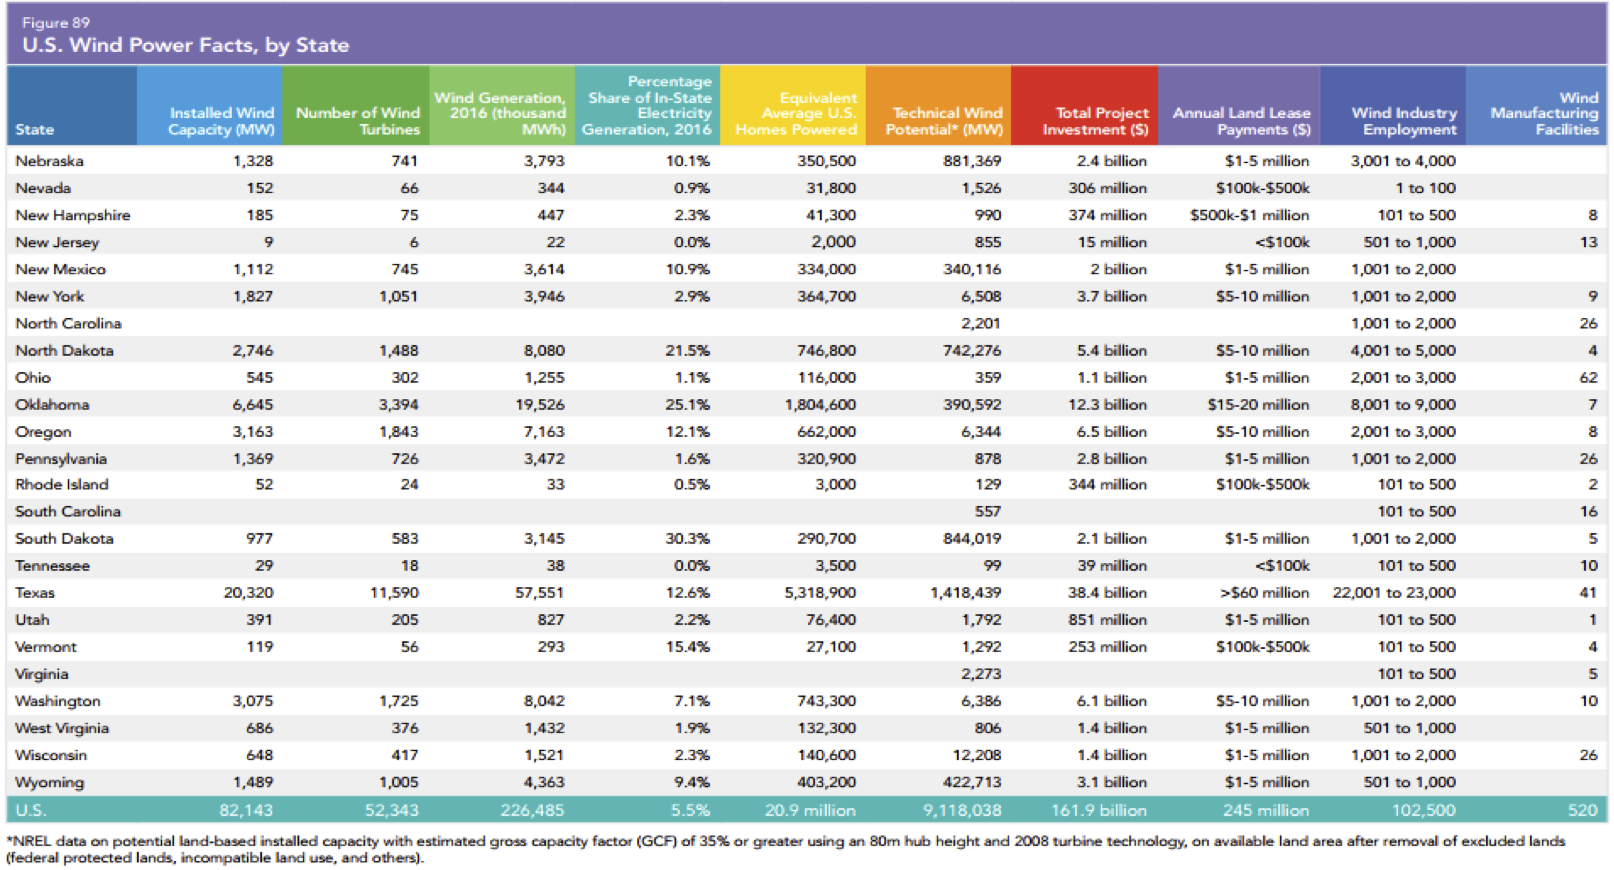 Figure 89
U.S. Wind Power Facts, by State
State Installed Wind Capacity (MW) Number of Wind Turbines Wind Generation, 2016 (thousand MWh) Percentage Share of In-State Electricity Generation, 2016 Equivalent Average U.S. Homes Powered Technical Wind Potential* (MW) Total Project Investment ($) Annual Land Lease Payments ($) Wind Industry Employment Wind Manufacturing Facilities
Nebraska 1,328 741 3,793 10.1% 350,500 881,369 2.4 billion $1-5 million 3,001 to 4,000
Nevada 152 66 344 0.9% 31,800 1,526 306 million $100k-$500k 1 to 100
New Hampshire 185 75 447 2.3% 41,300 990 374 million $500k-$1 million 101 to 500 8
New Jersey 9 6 22 0.0% 2,000 855 15 million <$100k 501 to 1,000 13
New Mexico 1,112 745 3,614 10.9% 334,000 340,116 2 billion $1-5 million 1,001 to 2,000
New York 1,827 1,051 3,946 2.9% 364,700 6,508 3.7 billion $5-10 million 1,001 to 2,000 9
North Carolina 2,201 1,001 to 2,000 26
North Dakota 2,746 1,488 8,080 21.5% 746,800 742,276 5.4 billion $5-10 million 4,001 to 5,000 4
Ohio 545 302 1,255 1.1% 116,000 359 1.1 billion $1-5 million 2,001 to 3,000 62
Oklahoma 6,645 3,394 19,526 25.1% 1,804,600 390,592 12.3 billion $15-20 million 8,001 to 9,000 7
Oregon 3,163 1,843 7,163 12.1% 662,000 6,344 6.5 billion $5-10 million 2,001 to 3,000 8
Pennsylvania 1,369 726 3,472 1.6% 320,900 878 2.8 billion $1-5 million 1,001 to 2,000 26
Rhode Island 52 24 33 0.5% 3,000 129 344 million $100k-$500k 101 to 500 2
South Carolina 557 101 to 500 16
South Dakota 977 583 3,145 30.3% 290,700 844,019 2.1 billion $1-5 million 1,001 to 2,000 5
Tennessee 29 18 38 0.0% 3,500 99 39 million <$100k 101 to 500 10
Texas 20,320 11,590 57,551 12.6% 5,318,900 1,418,439 38.4 billion >$60 million 22,001 to 23,000 41
Utah 391 205 827 2.2% 76,400 1,792 851 million $1-5 million 101 to 500 1
Vermont 119 56 293 15.4% 27,100 1,292 253 million $100k-$500k 101 to 500 4
Virginia 2,273 101 to 500 5
Washington 3,075 1,725 8,042 7.1% 743,300 6,386 6.1 billion $5-10 million 1,001 to 2,000 10
West Virginia 686 376 1,432 1.9% 132,300 806 1.4 billion $1-5 million 501 to 1,000
Wisconsin 648 417 1,521 2.3% 140,600 12,208 1.4 billion $1-5 million 1,001 to 2,000 26
Wyoming 1,489 1,005 4,363 9.4% 403,200 422,713 3.1 billion $1-5 million 501 to 1,000
U.S. 82,143 52,343 226,485 5.5% 20.9 million 9,118,038 161.9 billion 245 million 102,500 520
*NREL data on potential land-based installed capacity with estimated gross capacity factor (GCF) of 35% or greater using an 80m hub height and 2008 turbine technology, on available land area after removal of excluded lands
(federal protected lands, incompatible land use, and others).